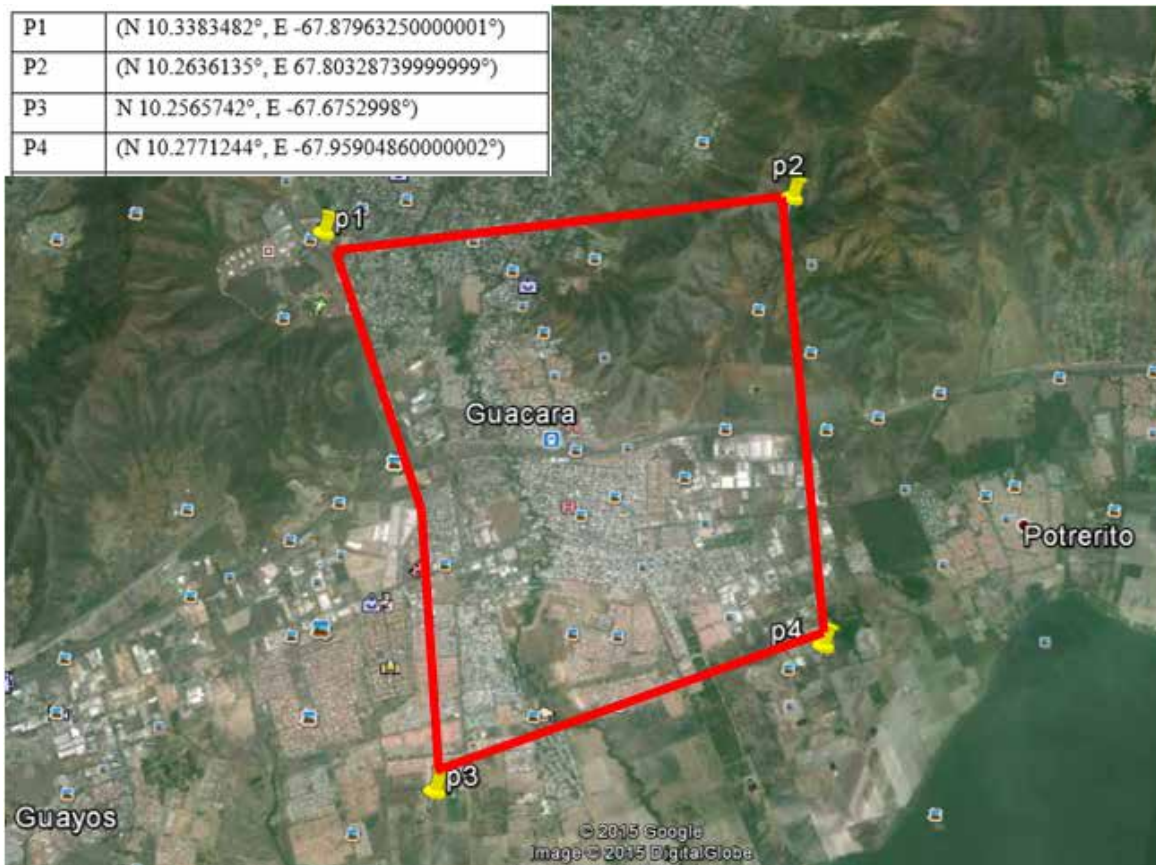 P1 (N 10.3383482°, E -67.87963250000001°)
P2 (N 10.2636135°, E 67.80328739999999°)
P3 N 10.2565742°, E -67.6752998°)
P4 (N 10.2771244°, E -67.95904860000002°)
p2
p1
Guacara
Potrerito
p4
p3
Guayos
© 2015 Google
Image © 2015 DigitalGlobe